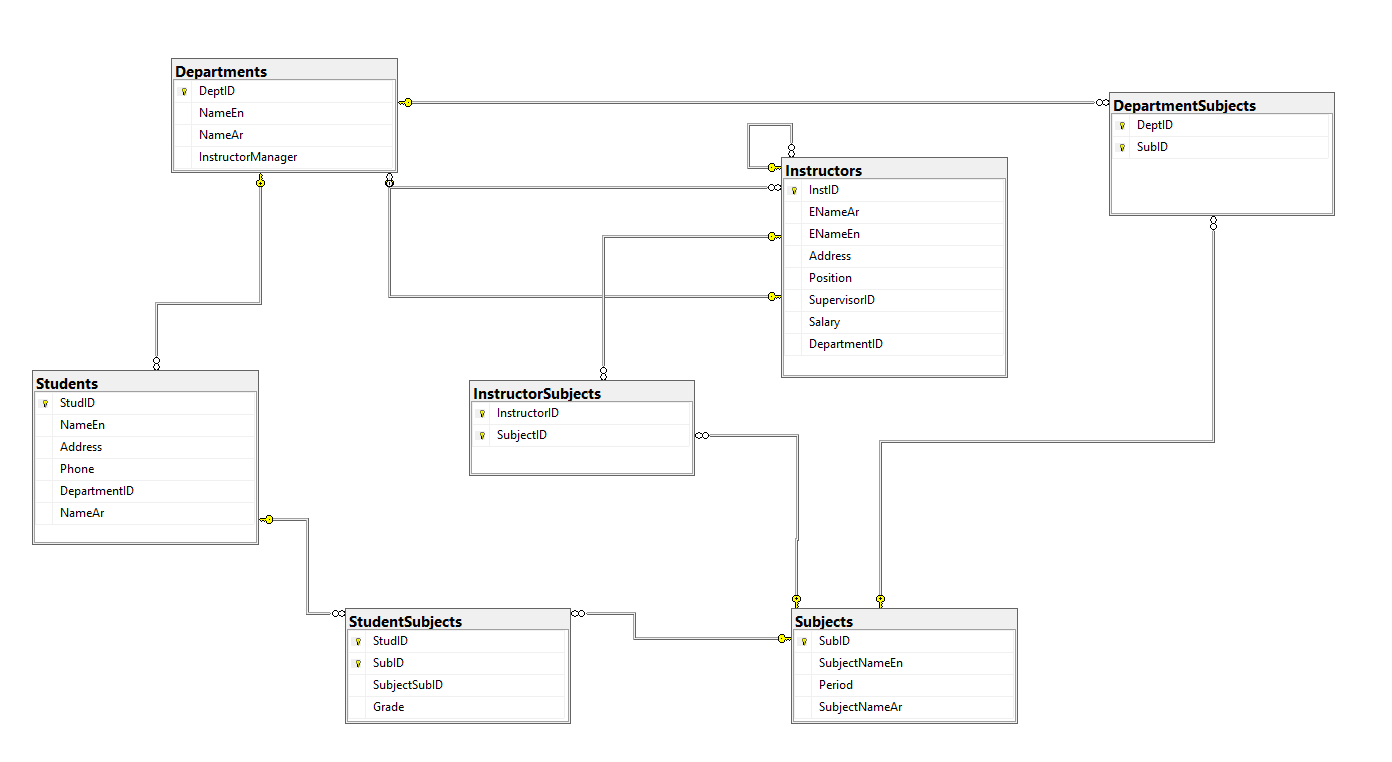 Departments
DeptID
NameEn
NameAr
InstructorManager
DepartmentSubjects
DeptID
SubID
Instructors
InstID
ENameAr
ENameEn
Address
Position
SupervisorID
Salary
DepartmentID
Students
StudID
NameEn
Address
Phone
DepartmentID
NameAr
InstructorSubjects
InstructorID
SubjectID
StudentSubjects
StudID
SubID
SubjectSubID
Grade
Subjects
SubID
SubjectNameEn
Period
SubjectNameAr